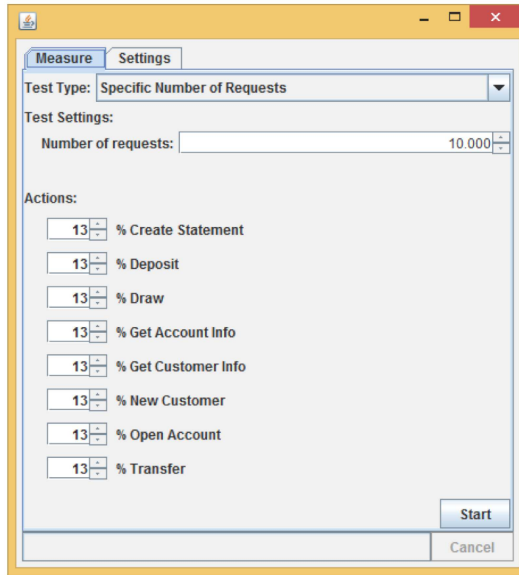 Measure Settings
Test Type: Specific Number of Requests
Test Settings:
Number of requests: 10.000
Actions:
13 % Create Statement
13 % Deposit
13 % Draw
13 % Get Account Info
13 % Get Customer Info
13 % New Customer
13 % Open Account
13 % Transfer
Start
Cancel